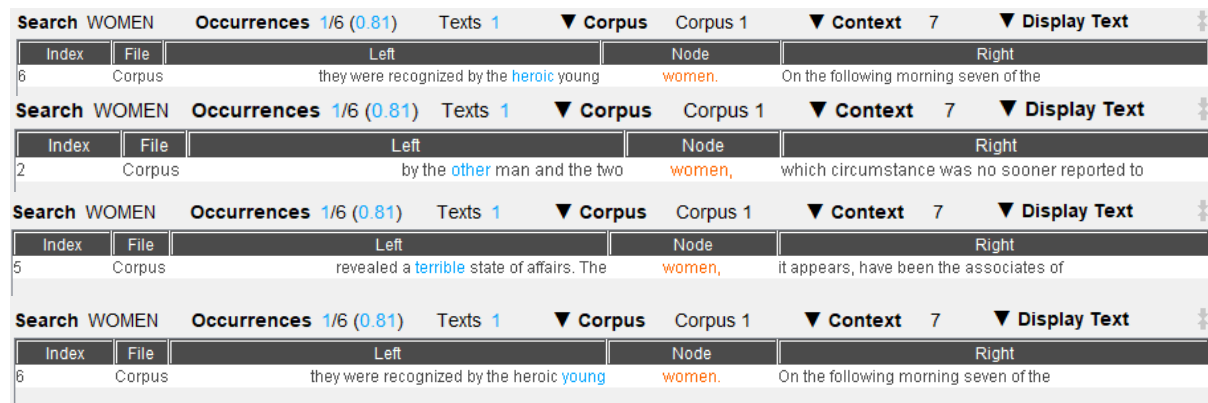 Search WOMEN Occurrences 1/6 (0.81) Texts 1 ▼ Corpus Corpus 1 ▼ Context 7 ▼ Display Text
Index File Left Node Right
6 Corpus they were recognized by the heroic young women. On the following morning seven of the
Search WOMEN Occurrences 1/6 (0.81) Texts 1 ▼ Corpus Corpus 1 ▼ Context 7 ▼ Display Text
Index File Left Node Right
2 Corpus by the other man and the two women, which circumstance was no sooner reported to
Search WOMEN Occurrences 1/6 (0.81) Texts 1 ▼ Corpus Corpus 1 ▼ Context 7 ▼ Display Text
Index File Left Node Right
5 Corpus revealed a terrible state of affairs. The women, it appears, have been the associates of
Search WOMEN Occurrences 1/6 (0.81) Texts 1 ▼ Corpus Corpus 1 ▼ Context 7 ▼ Display Text
Index File Left Node Right
6 Corpus they were recognized by the heroic young women. On the following morning seven of the